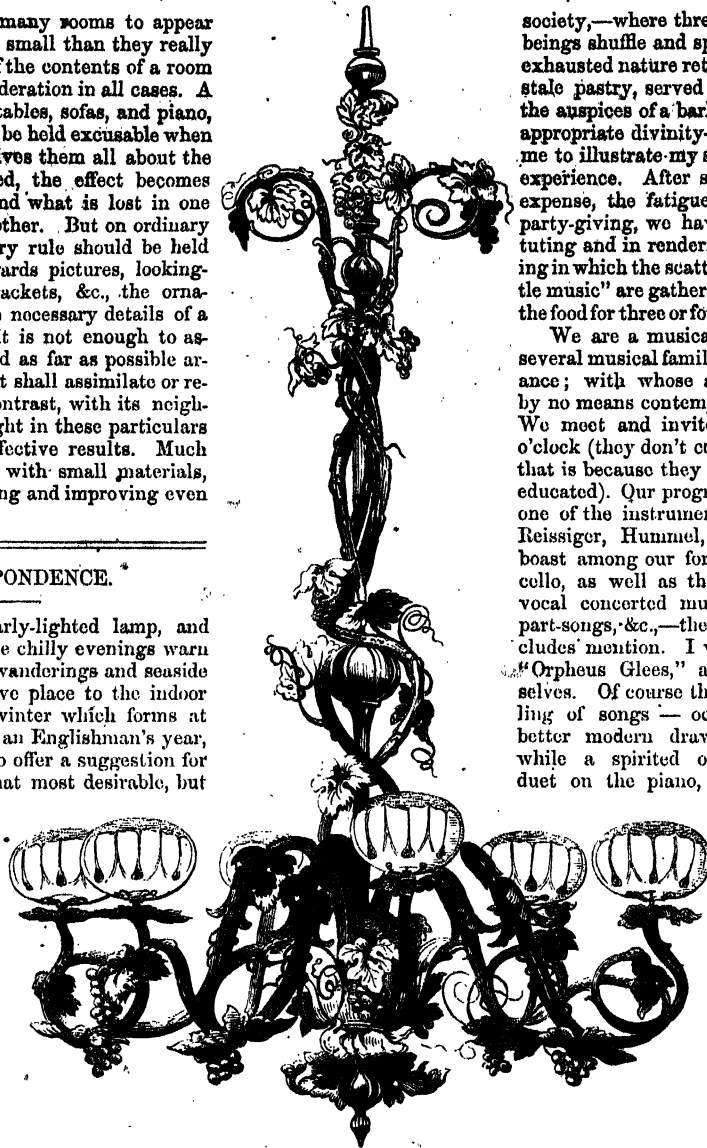 many rooms to appear
small than they really
f the contents of a room
deration in all cases. A
tables, sofas, and piano,
be held excusable when
ives them all about the
ed, the effect becomes
nd what is lost in one
other. But on ordinary
ry rule should be held
ards pictures, looking-
ackets, &c., the orna-
necessary details of a
t is not enough to as-
d as far as possible ar-
t shall assimilate or re-
ontrast, with its neigh-
ght in these particulars
fective results. Much
with small materials,
ng and improving even
PONDENCE.
arly-lighted lamp, and
e chilly evenings warn
wanderings and seaside
ve place to the indoor
winter which forms at
an Englishman's year,
o offer a suggestion for
hat most desirable, but
society,—where thre
beings shuffle and sp
exhausted nature ret
stale pastry, served
the auspices of a bar
appropriate divinity-
me to illustrate my s
experience. After s
expense, the fatigue
party-giving, we hav
tuting and in renderi
ing in which the scatt
tle music" are gather
the food for three or fo
We are a musica
several musical famil
ance; with whose a
by no means contem
We meet and invite
o'clock (they don't co
that is because they
educated). Our progr
one of the instrumen
Reissiger, Hummel,
boast among our for
cello, as well as th
vocal concerted mu
part-songs, &c.,—the
cludes mention. I v
"Orpheus Glees," a
selves. Of course th
ling of songs — oc
better modern draw
while a spirited o
duet on the piano,